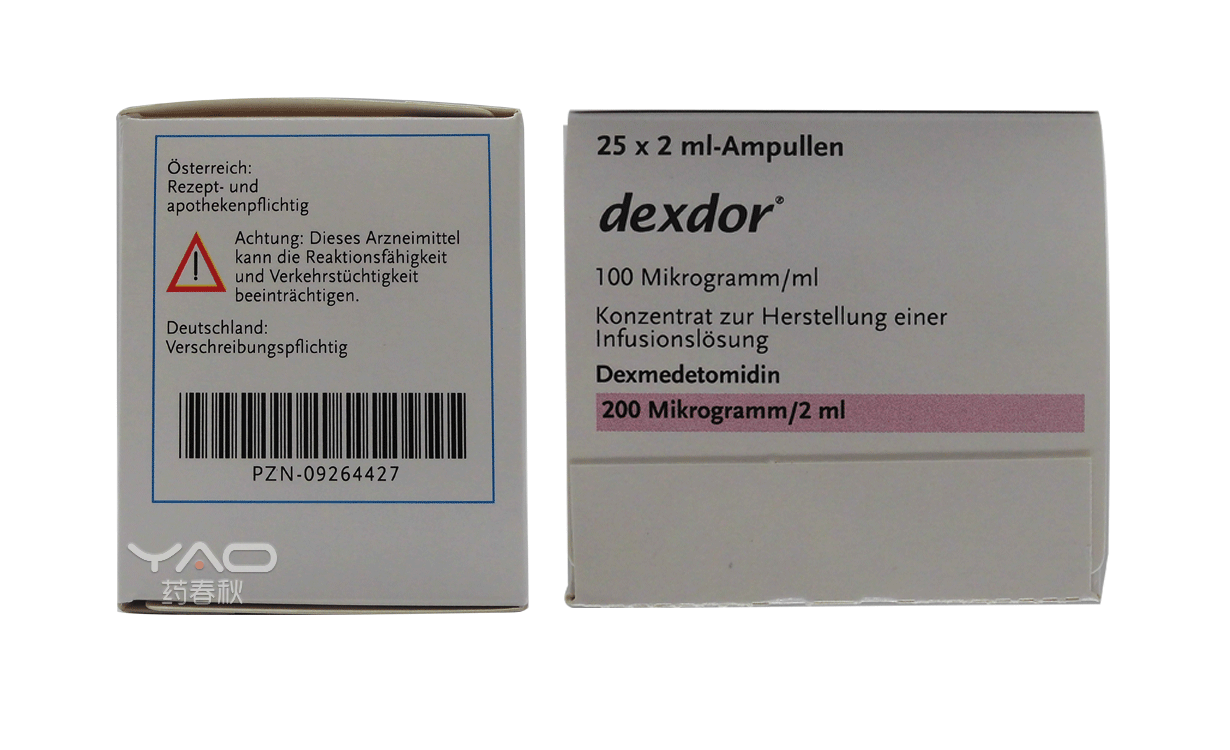 Österreich:
Rezept- und
apothekenpflichtig
Achtung: Dieses Arzneimittel
kann die Reaktionsfähigkeit
und Verkehrstüchtigkeit
beeinträchtigen.
Deutschland:
Verschreibungspflichtig
PZN-09264427
YAO
药春秋
25 x 2 ml-Ampullen
dexdor®
100 Mikrogramm/ml
Konzentrat zur Herstellung einer
Infusionslösung
Dexmedetomidin
200 Mikrogramm/2 ml